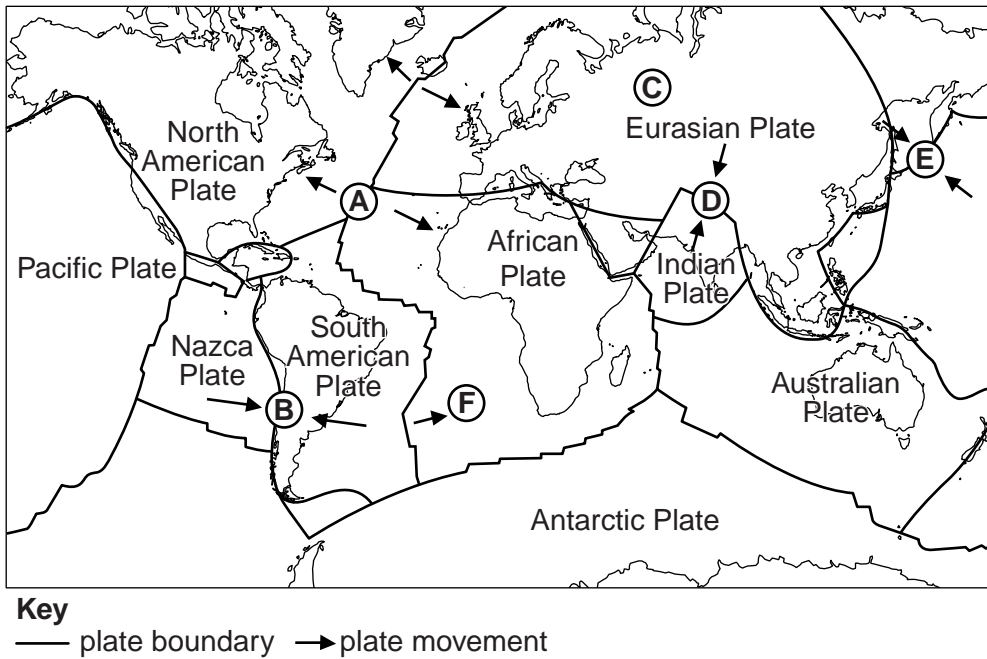 C
North
American
Plate
Eurasian Plate
E
A
D
African
Plate
Pacific Plate
Indian
Plate
South
American
Plate
Nazca
Plate
Australian
Plate
B
F
Antarctic Plate
Key
plate boundary
plate movement